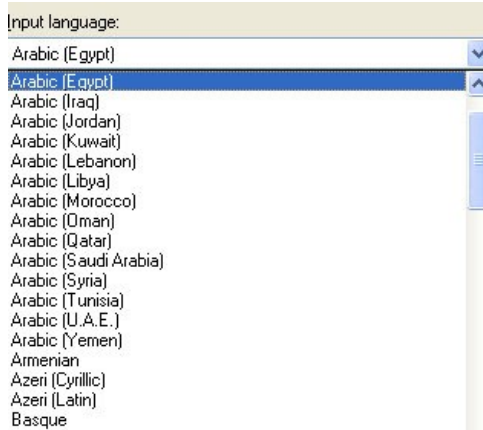 Input language:
Arabic (Egypt)
Arabic (Egypt)
Arabic (Iraq)
Arabic (Jordan)
Arabic (Kuwait)
Arabic (Lebanon)
Arabic (Libya)
Arabic (Morocco)
Arabic (Oman)
Arabic (Qatar)
Arabic (Saudi Arabia)
Arabic (Syria)
Arabic (Tunisia)
Arabic (U.A.E.)
Arabic (Yemen)
Armenian
Azeri (Cyrillic)
Azeri (Latin)
Basque